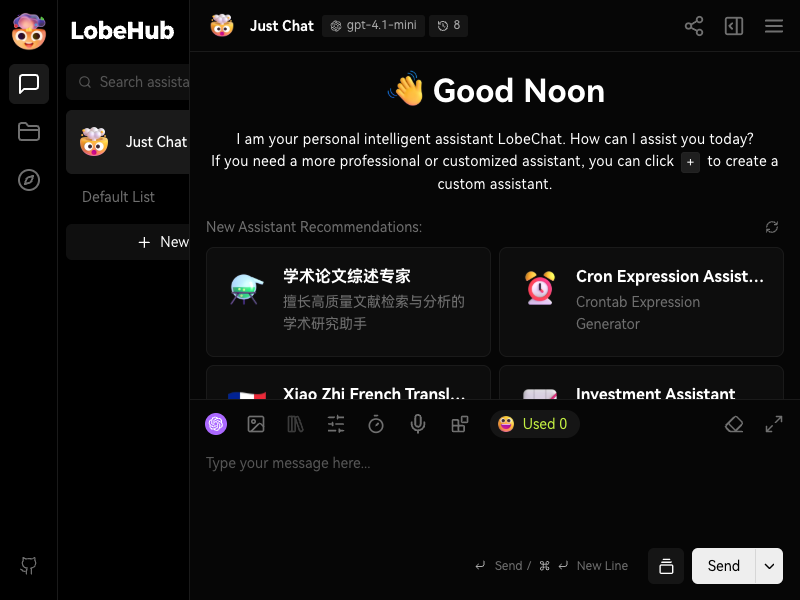 LobeHub
Search assista
Just Chat
Default List
New
Just Chat
gpt-4.1-mini
8
Good Noon
I am your personal intelligent assistant LobeChat. How can I assist you today?
If you need a more professional or customized assistant, you can click + to create a
custom assistant.
New Assistant Recommendations:
学术论文综述专家
擅长高质量文献检索与分析的
学术研究助手
Cron Expression Assist...
Crontab Expression
Generator
Xiao Zhi French Transl...
Investment Assistant
Used 0
Type your message here...
Send / ⌘ New Line
Send